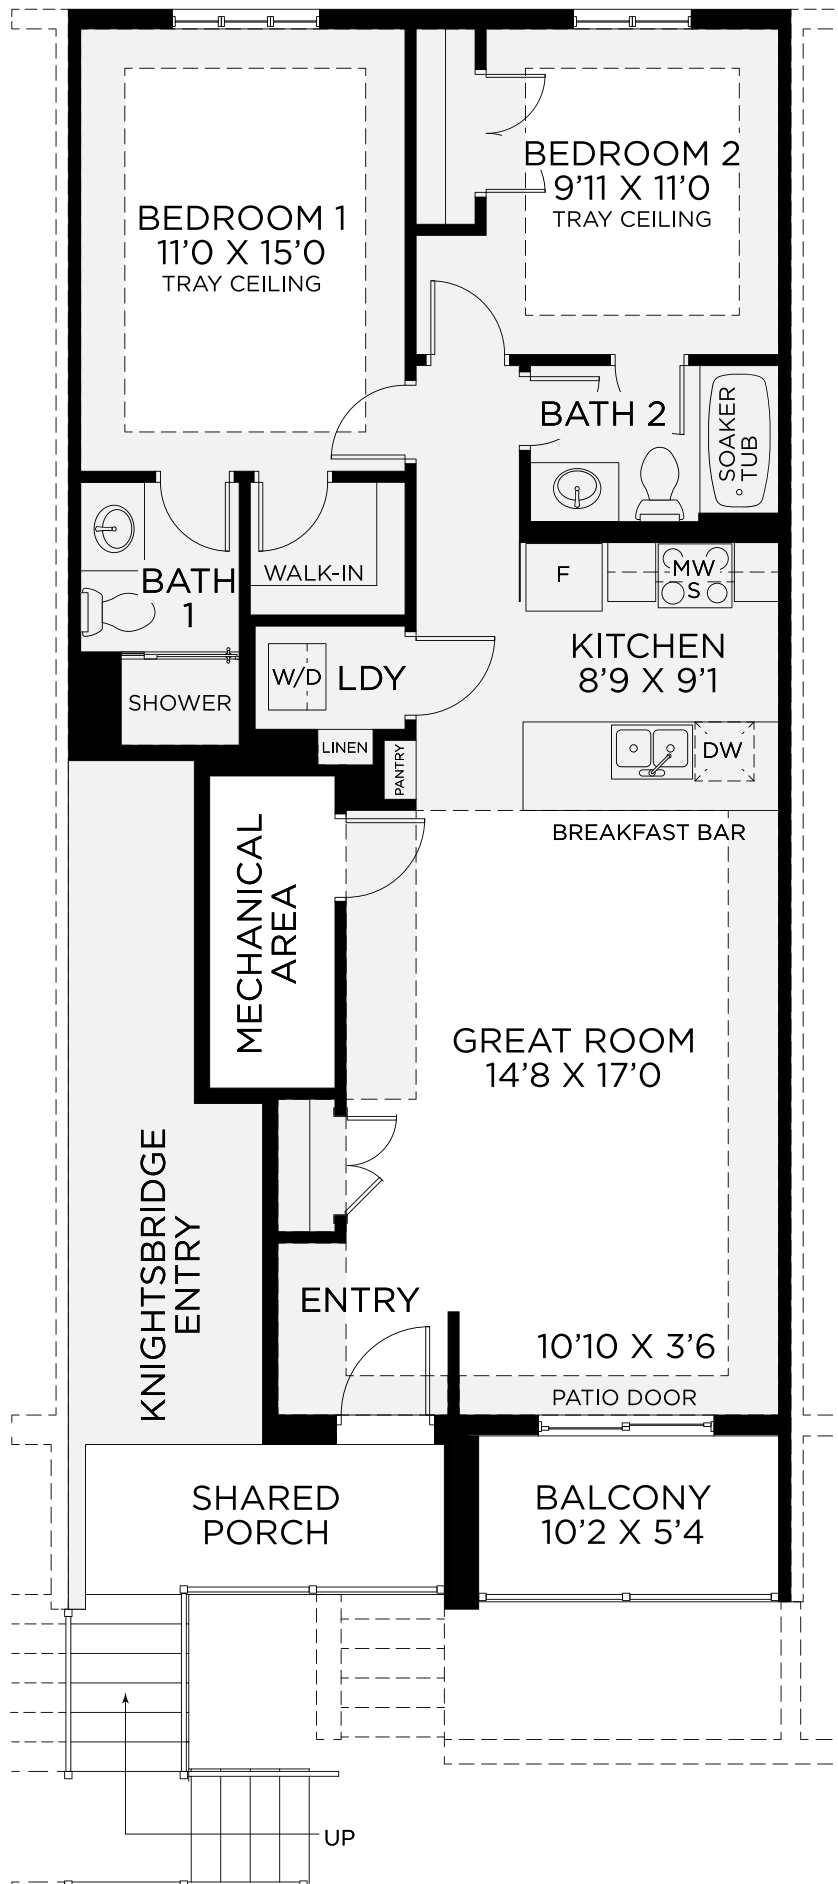 BEDROOM 1
11'0 X 15'0
TRAY CEILING
BEDROOM 2
9'11 X 11'0
TRAY CEILING
BATH 2
SOAKER
TUB
BATH
1
WALK-IN
F
MW
S
KITCHEN
8'9 X 9'1
W/D
LDY
SHOWER
LINEN
PANTRY
DW
BREAKFAST BAR
MECHANICAL
AREA
GREAT ROOM
14'8 X 17'0
KNIGHTSBRIDGE
ENTRY
ENTRY
10'10 X 3'6
PATIO DOOR
SHARED
PORCH
BALCONY
10'2 X 5'4
UP